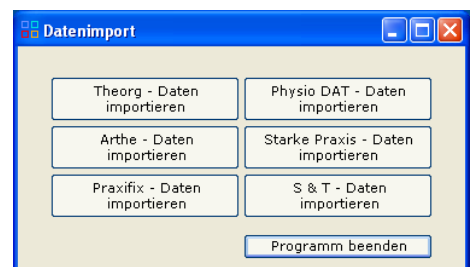 Datenimport
Theorg - Daten
importieren
Physio DAT - Daten
importieren
Arthe - Daten
importieren
Starke Praxis - Daten
importieren
Praxifix - Daten
importieren
S & T - Daten
importieren
Programm beenden